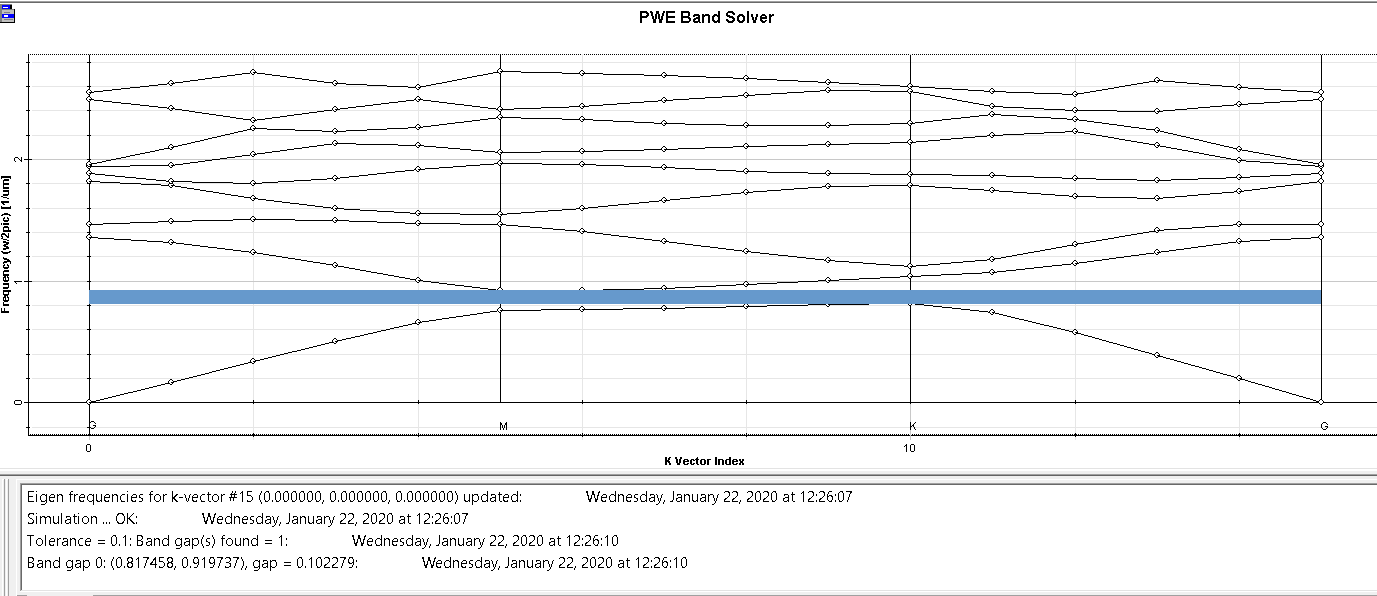 PWE Band Solver
Frequency (w/2pic) [1/um]
2
1
0
G
M
K
G
0
10
K Vector Index
Eigen frequencies for k-vector #15 (0.000000, 0.000000, 0.000000) updated: Wednesday, January 22, 2020 at 12:26:07
Simulation ... OK: Wednesday, January 22, 2020 at 12:26:07
Tolerance = 0.1: Band gap(s) found = 1: Wednesday, January 22, 2020 at 12:26:10
Band gap 0: (0.817458, 0.919737), gap = 0.102279: Wednesday, January 22, 2020 at 12:26:10